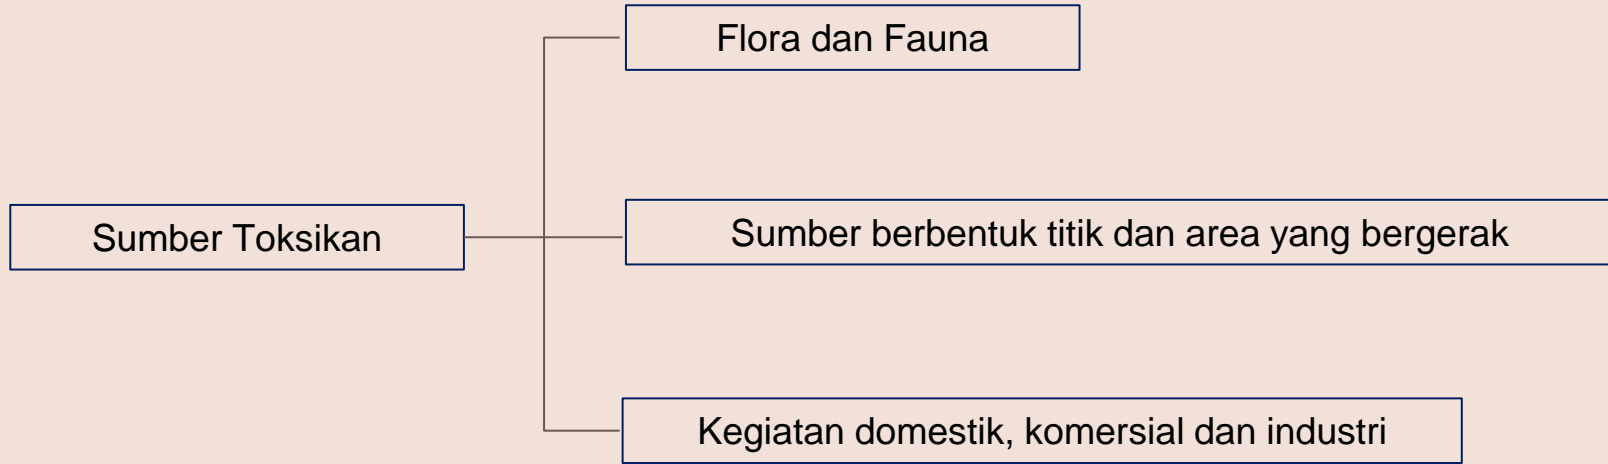 Flora dan Fauna
Sumber Toksikan
Sumber berbentuk titik dan area yang bergerak
Kegiatan domestik, komersial dan industri